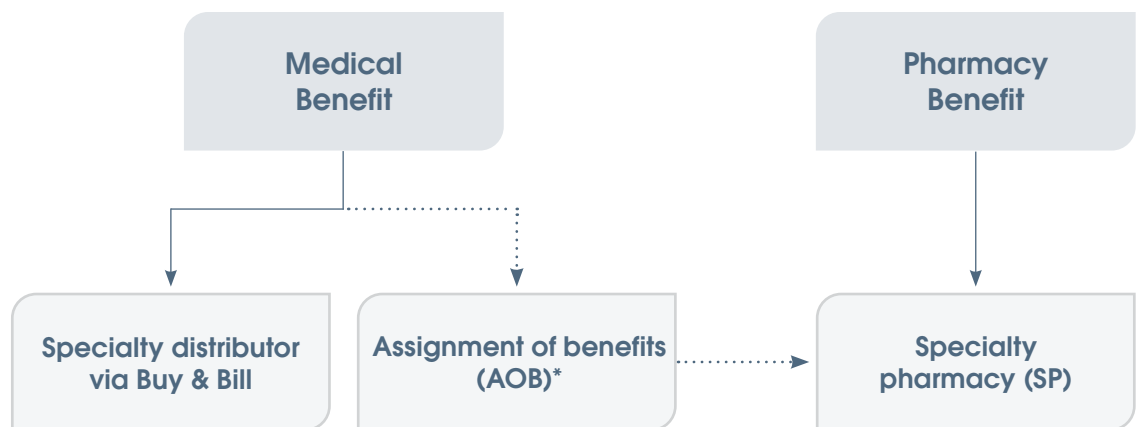 Medical
Benefit
Pharmacy
Benefit
Specialty distributor
via Buy & Bill
Assignment of benefits
(AOB)*
Specialty
pharmacy (SP)